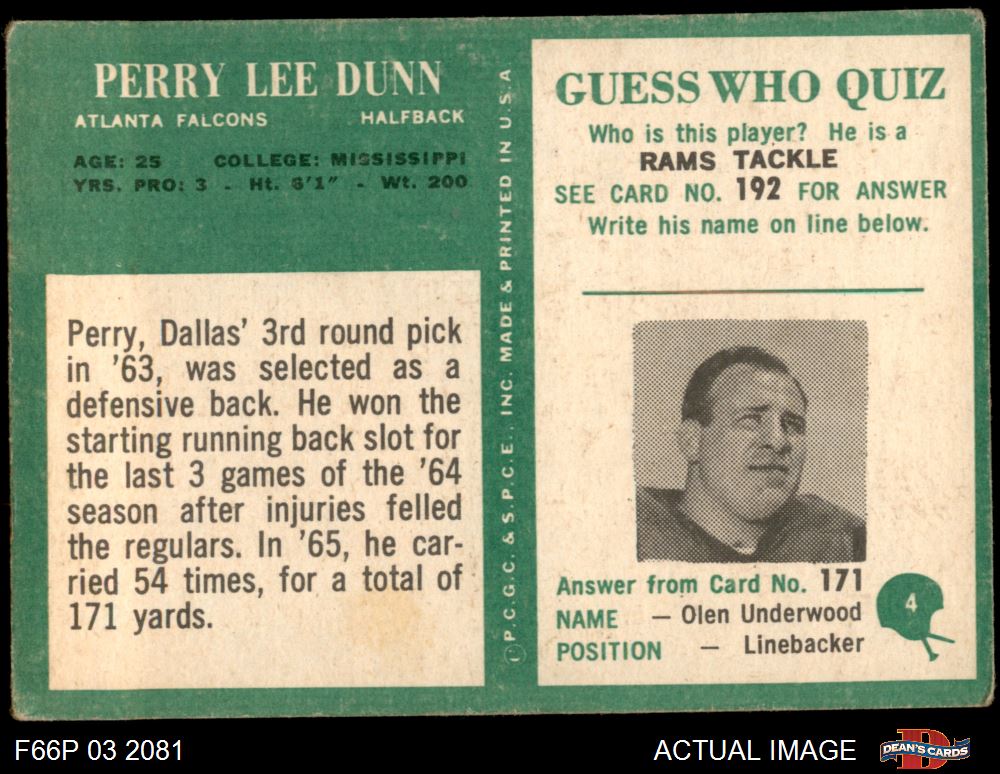 PERRY LEE DUNN
ATLANTA FALCONS HALFBACK
AGE: 25 COLLEGE: MISSISSIPPI
YRS. PRO: 3 - Ht. 6'1" - Wt. 200
Perry, Dallas' 3rd round pick
in '63, was selected as a
defensive back. He won the
starting running back slot for
the last 3 games of the '64
season after injuries felled
the regulars. In '65, he car-
ried 54 times, for a total of
171 yards.
© P.C.G.C. & S.P.C.E., INC. MADE & PRINTED IN U.S.A
GUESS WHO QUIZ
Who is this player? He is a
RAMS TACKLE
SEE CARD NO. 192 FOR ANSWER
Write his name on line below.
Answer from Card No. 171
NAME — Olen Underwood
POSITION — Linebacker
4
F66P 03 2081
ACTUAL IMAGE
DEAN'S CARDS